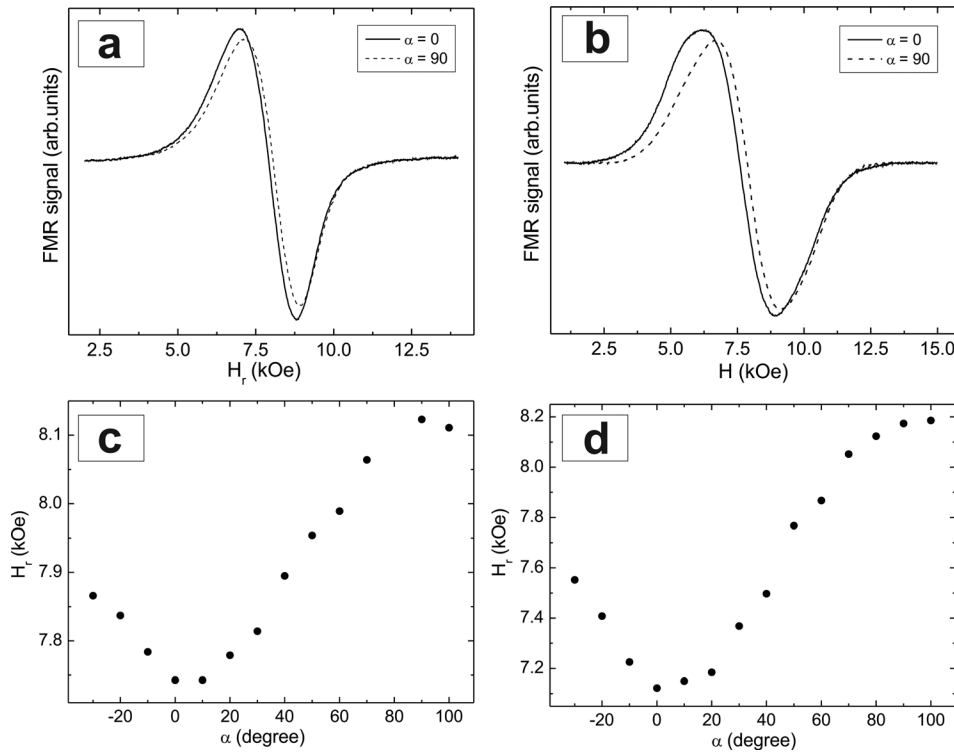 a
α = 0
α = 90
FMR signal (arb.units)
2.5 5.0 7.5 10.0 12.5
H_r (kOe)
b
α = 0
α = 90
FMR signal (arb.units)
2.5 5.0 7.5 10.0 12.5 15.0
H (kOe)
c
8.1
8.0
7.9
7.8
H_r (kOe)
-20 0 20 40 60 80 100
α (degree)
d
8.2
8.0
7.8
7.6
7.4
7.2
H_r (kOe)
-20 0 20 40 60 80 100
α (degree)